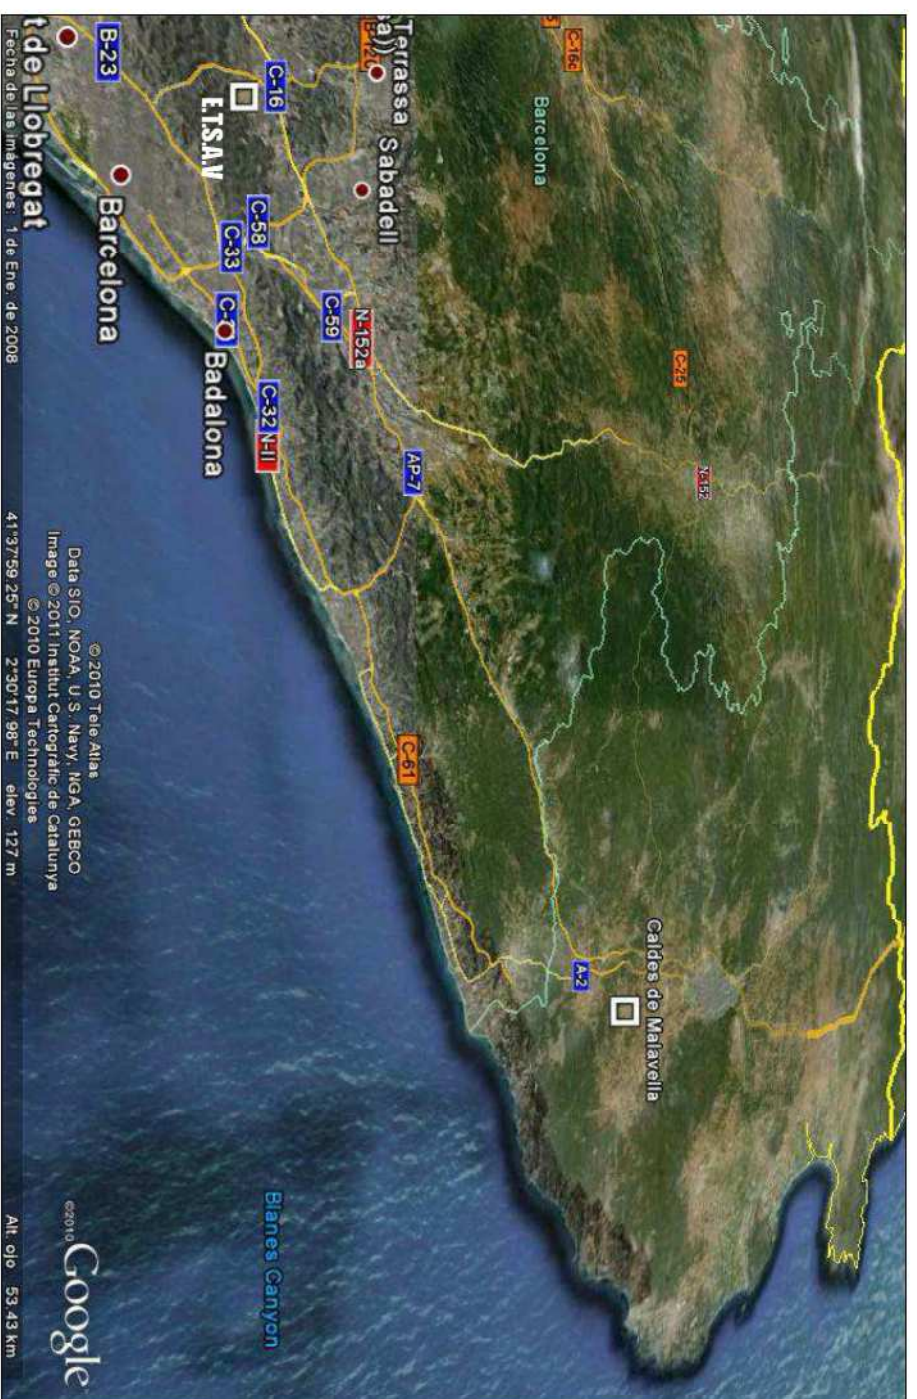 C-16c
Barcelona
C-25
N-152
Terrassa
Sabadell
C-16
E.T.S.A.V
B-23
C-58
C-33
C-59
N-152a
AP-7
t de Llobregat
Barcelona
Badalona
C-32
N-II
C-61
A-2
Caldes de Malavella
Blanes Canyon
© 2010 Tele Atlas
Data SIO, NOAA, U.S. Navy, NGA, GEBCO
Image © 2011 Institut Cartogràfic de Catalunya
© 2010 Europa Technologies
©2010 Google
Fecha de las imágenes: 1 de Ene. de 2008 41°37'59.25" N 2°30'17.98" E elev 127 m Alt. ojo 53.43 km